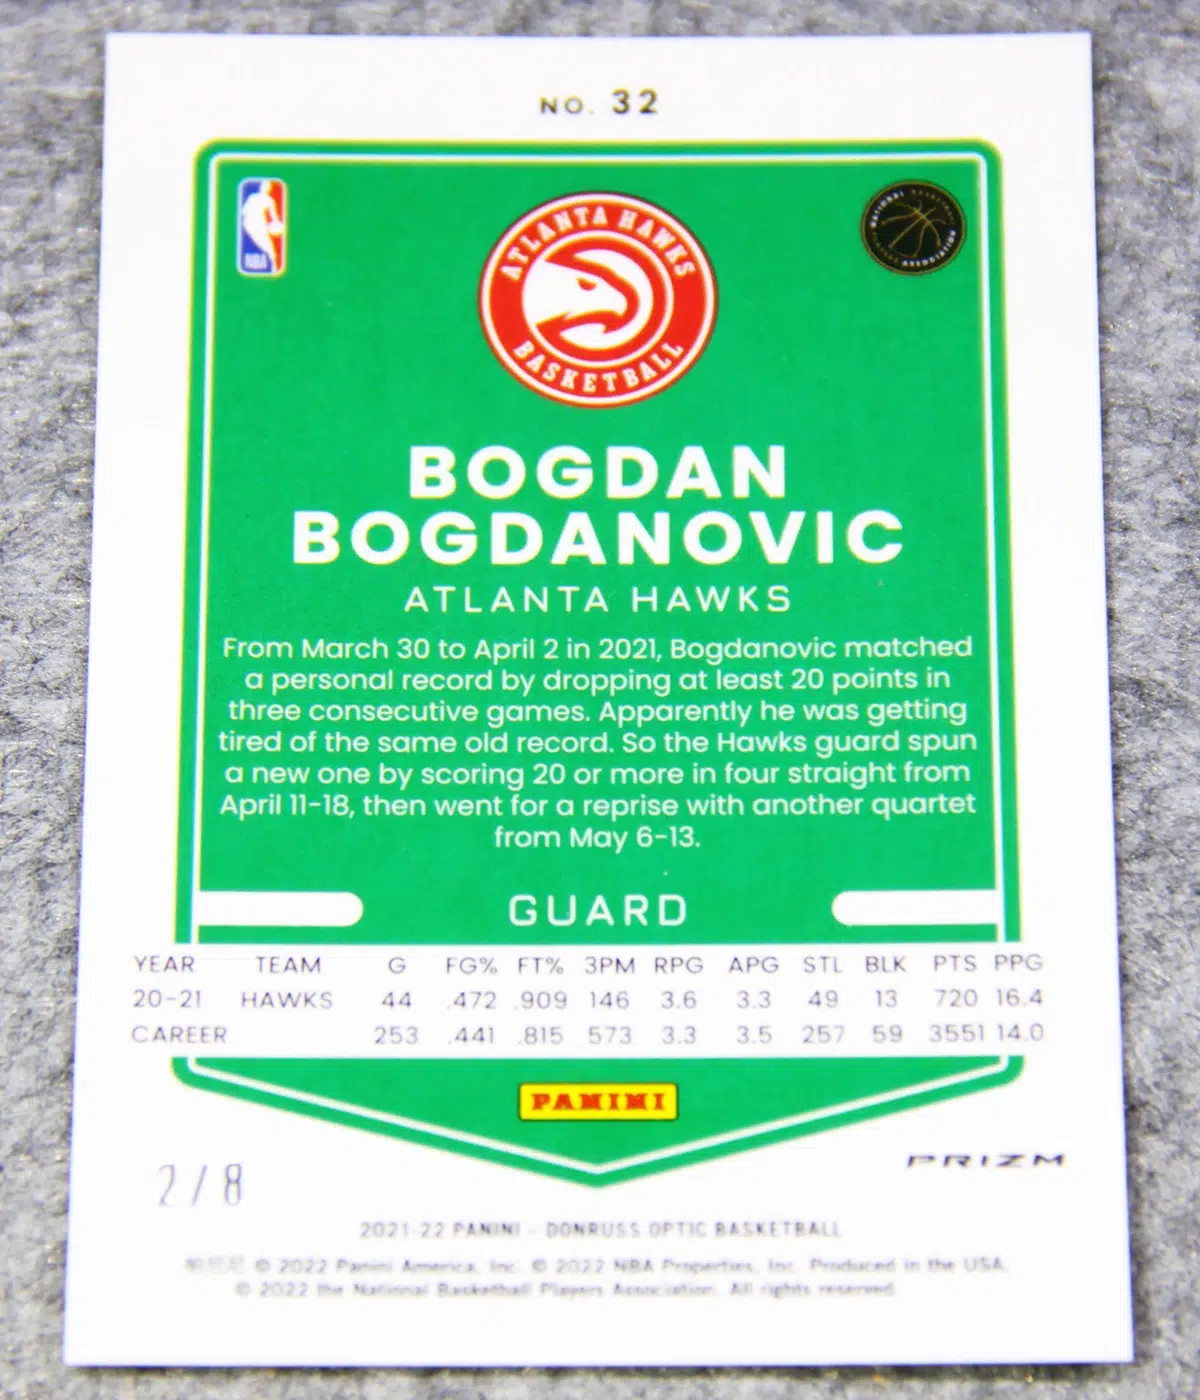 NO. 32
NBA
ATLANTA HAWKS
BASKETBALL
NATIONAL BASKETBALL
PLAYERS ASSOCIATION
BOGDAN
BOGDANOVIC
ATLANTA HAWKS
From March 30 to April 2 in 2021, Bogdanovic matched
a personal record by dropping at least 20 points in
three consecutive games. Apparently he was getting
tired of the same old record. So the Hawks guard spun
a new one by scoring 20 or more in four straight from
April 11-18, then went for a reprise with another quartet
from May 6-13.
GUARD
YEAR TEAM G FG% FT% 3PM RPG APG STL BLK PTS PPG
20-21 HAWKS 44 .472 .909 146 3.6 3.3 49 13 720 16.4
CAREER 253 .441 .815 573 3.3 3.5 257 59 3551 14.0
PANINI
PRIZM
2/8
2021-22 PANINI - DONRUSS OPTIC BASKETBALL
© 2022 Panini America, Inc. © 2022 NBA Properties, Inc. Produced in the USA.
© 2022 the National Basketball Players Association. All rights reserved.